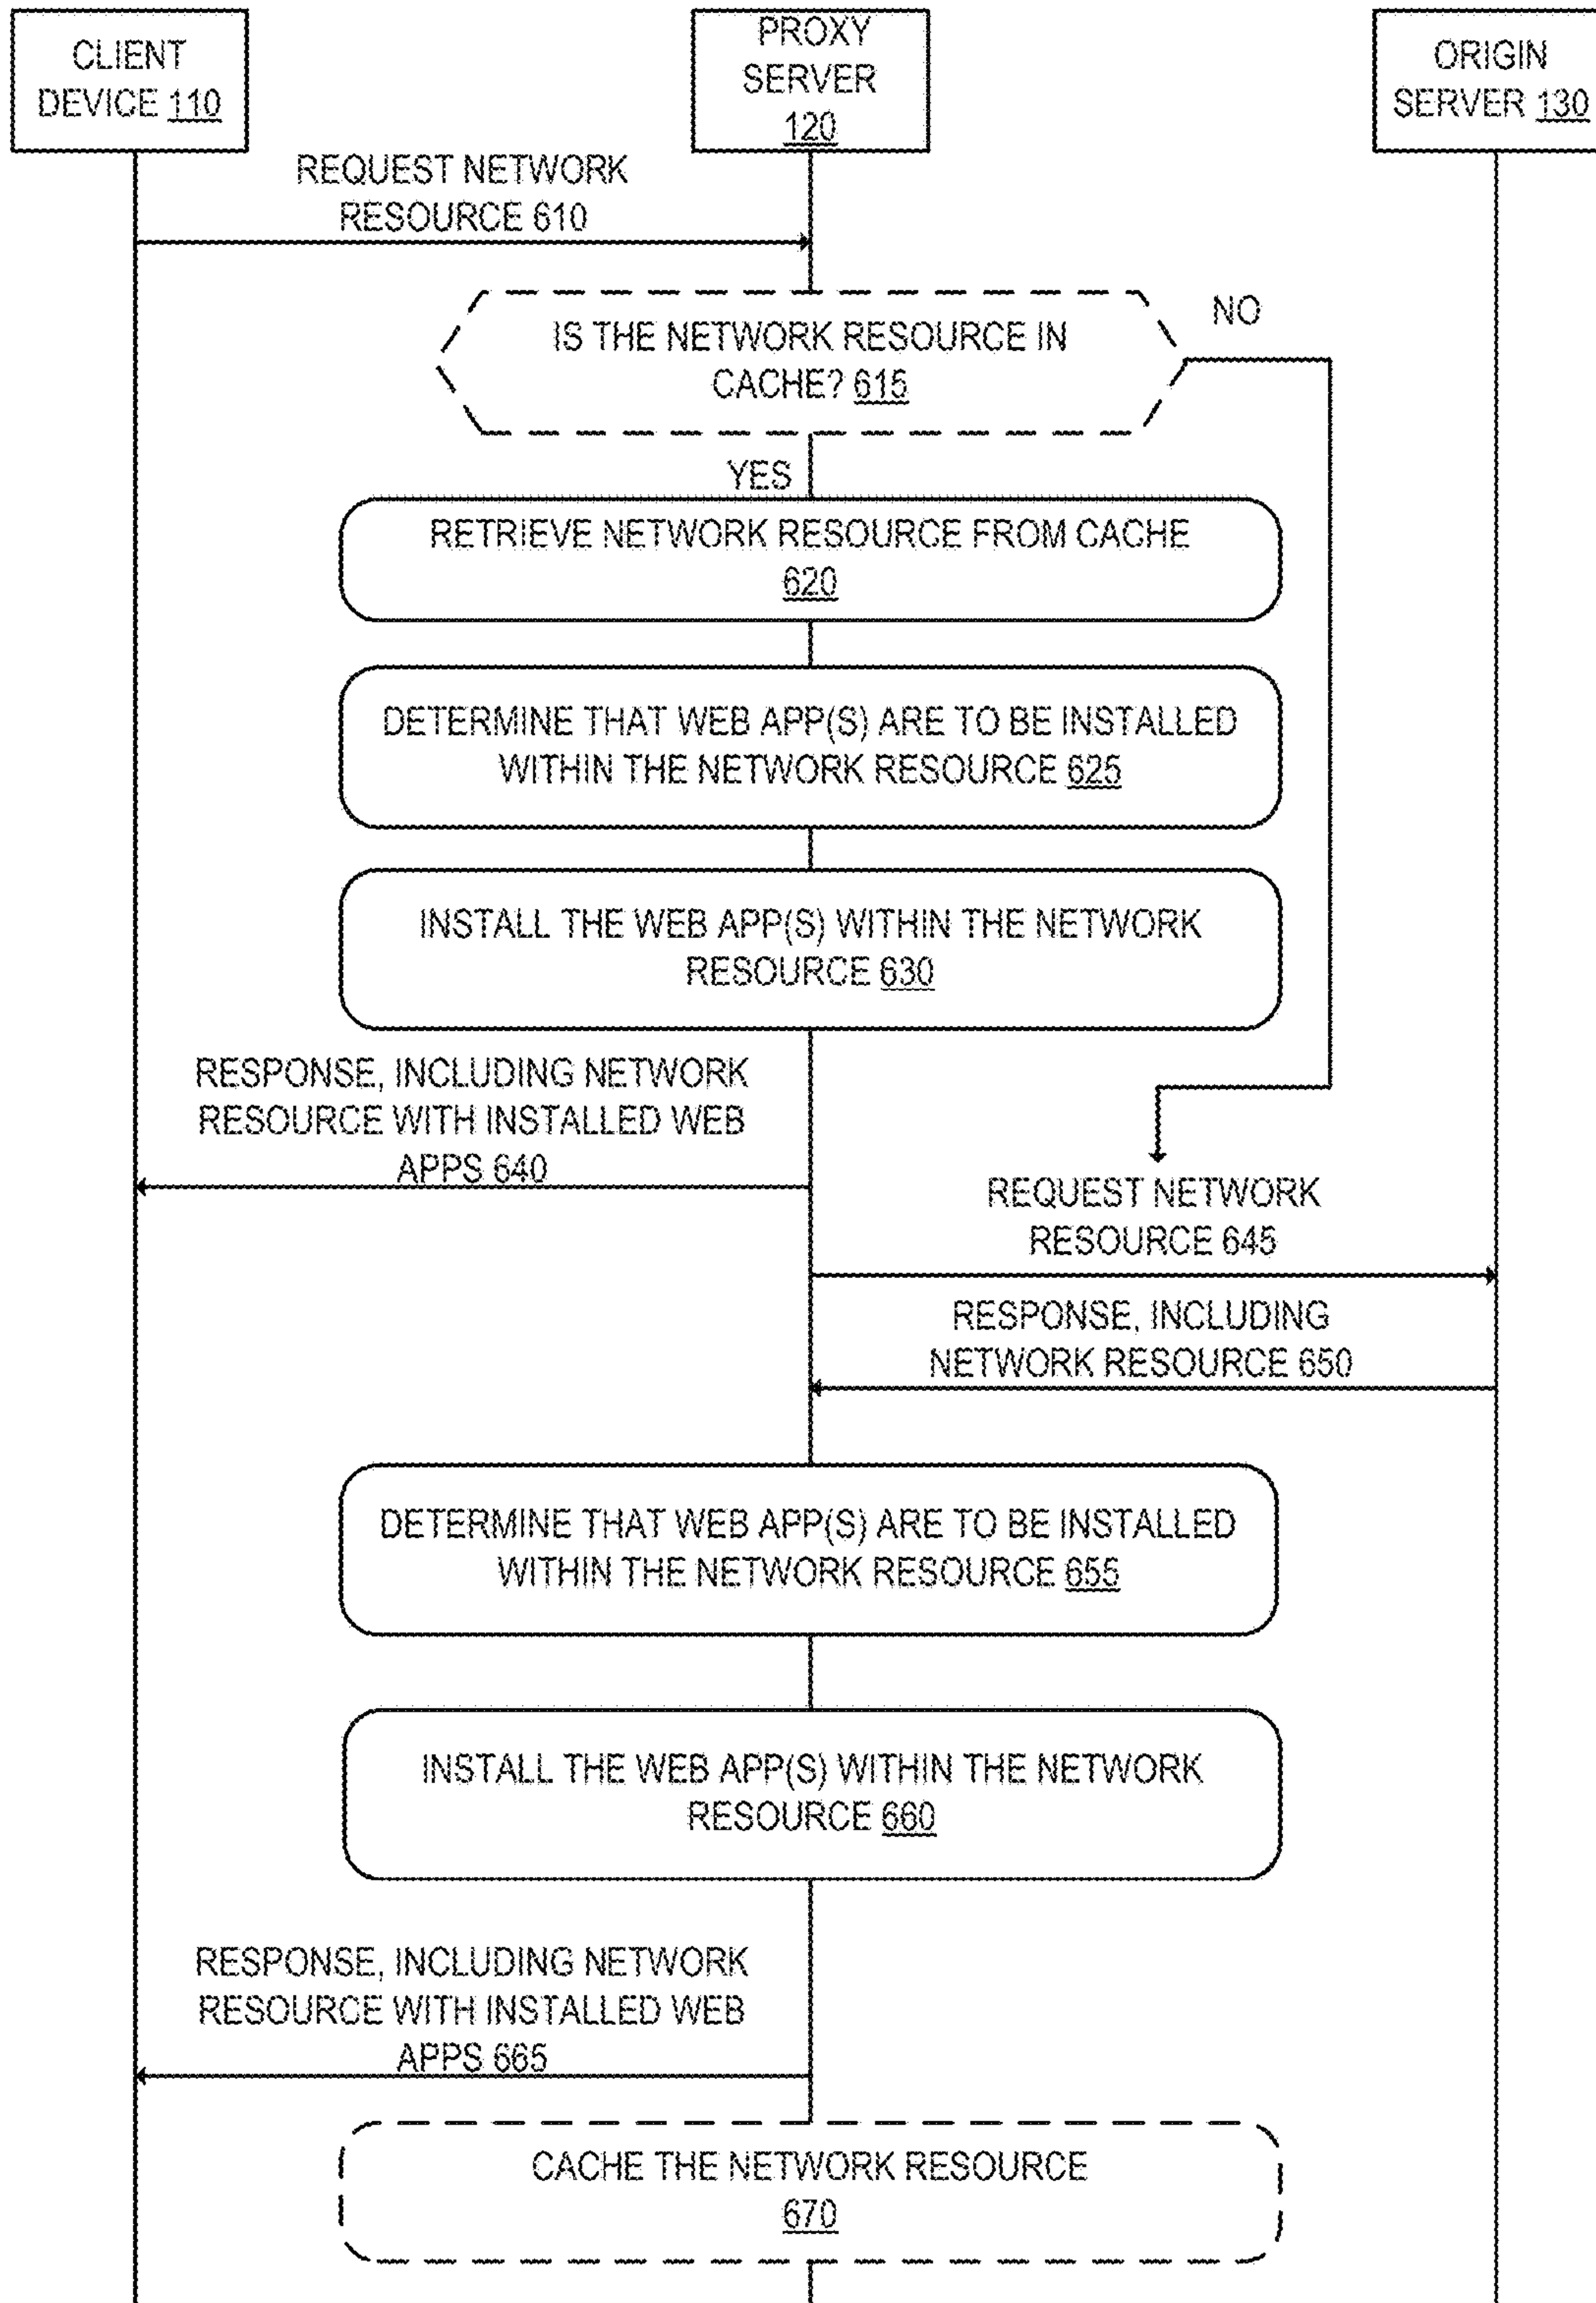 CLIENT
DEVICE 110
PROXY
SERVER
120
ORIGIN
SERVER 130
REQUEST NETWORK
RESOURCE 610
IS THE NETWORK RESOURCE IN
CACHE? 615
NO
YES
RETRIEVE NETWORK RESOURCE FROM CACHE
620
DETERMINE THAT WEB APP(S) ARE TO BE INSTALLED
WITHIN THE NETWORK RESOURCE 625
INSTALL THE WEB APP(S) WITHIN THE NETWORK
RESOURCE 630
RESPONSE, INCLUDING NETWORK
RESOURCE WITH INSTALLED WEB
APPS 640
REQUEST NETWORK
RESOURCE 645
RESPONSE, INCLUDING
NETWORK RESOURCE 650
DETERMINE THAT WEB APP(S) ARE TO BE INSTALLED
WITHIN THE NETWORK RESOURCE 655
INSTALL THE WEB APP(S) WITHIN THE NETWORK
RESOURCE 660
RESPONSE, INCLUDING NETWORK
RESOURCE WITH INSTALLED WEB
APPS 665
CACHE THE NETWORK RESOURCE
670